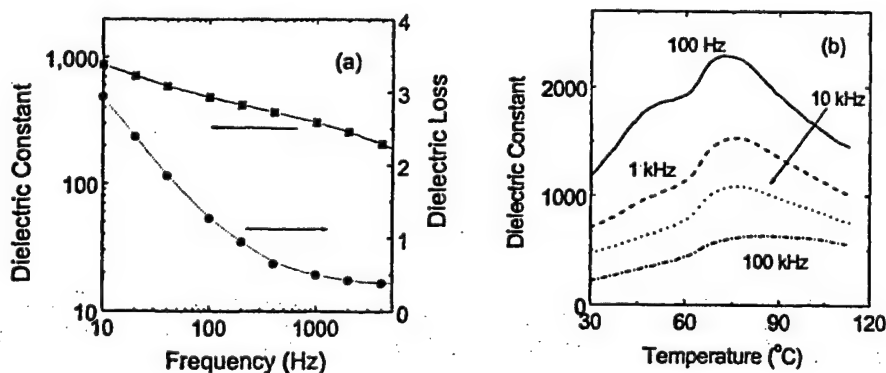 (a)
1,000
100
10
Dielectric Constant
4
3
2
1
0
Dielectric Loss
10
100
1000
Frequency (Hz)
(b)
100 Hz
10 kHz
1 kHz
100 kHz
2000
1000
0
Dielectric Constant
30
60
90
120
Temperature (°C)